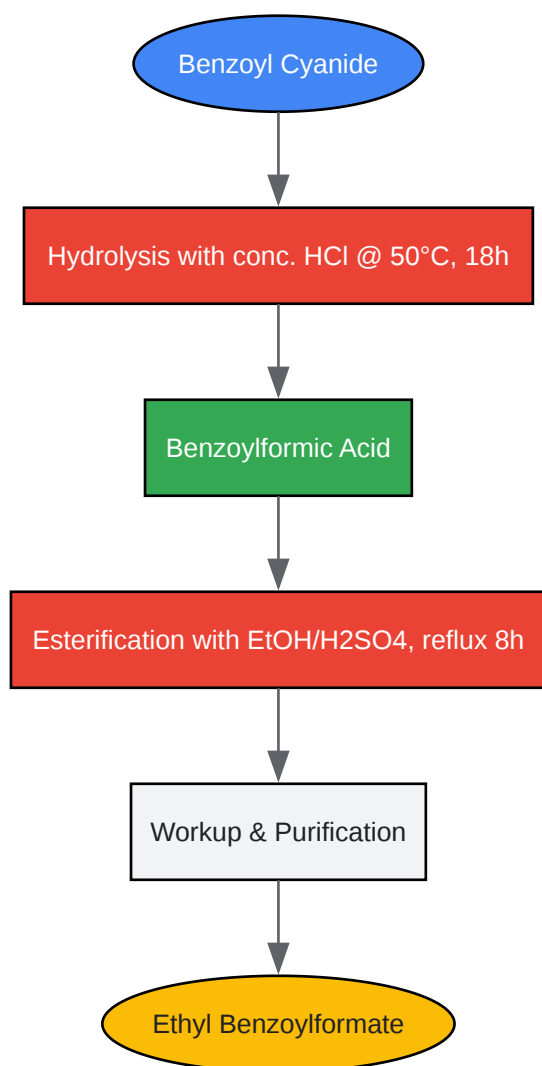 Benzoyl Cyanide
Hydrolysis with conc. HCl @ 50°C, 18h
Benzoylformic Acid
Esterification with EtOH/H2SO4, reflux 8h
Workup & Purification
Ethyl Benzoylformate